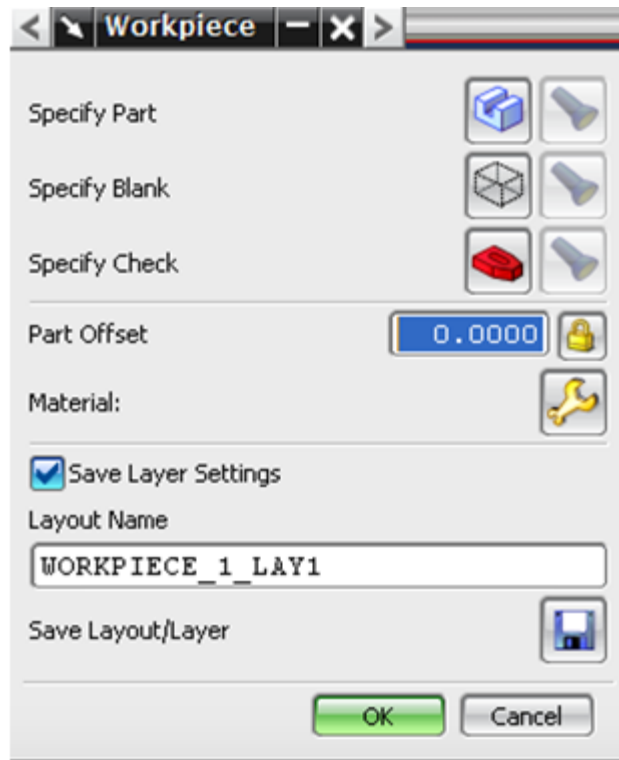 Workpiece
Specify Part
Specify Blank
Specify Check
Part Offset 0.0000
Material:
Save Layer Settings
Layout Name
WORKPIECE_1_LAY1
Save Layout/Layer
OK Cancel